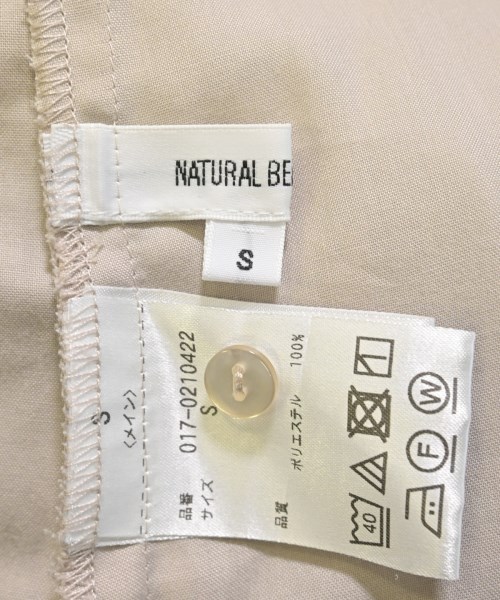 NATURAL BE
S
S
〈メイン〉
品番 017-0210422
サイズ S
品質 ポリエステル 100%
40
F
W